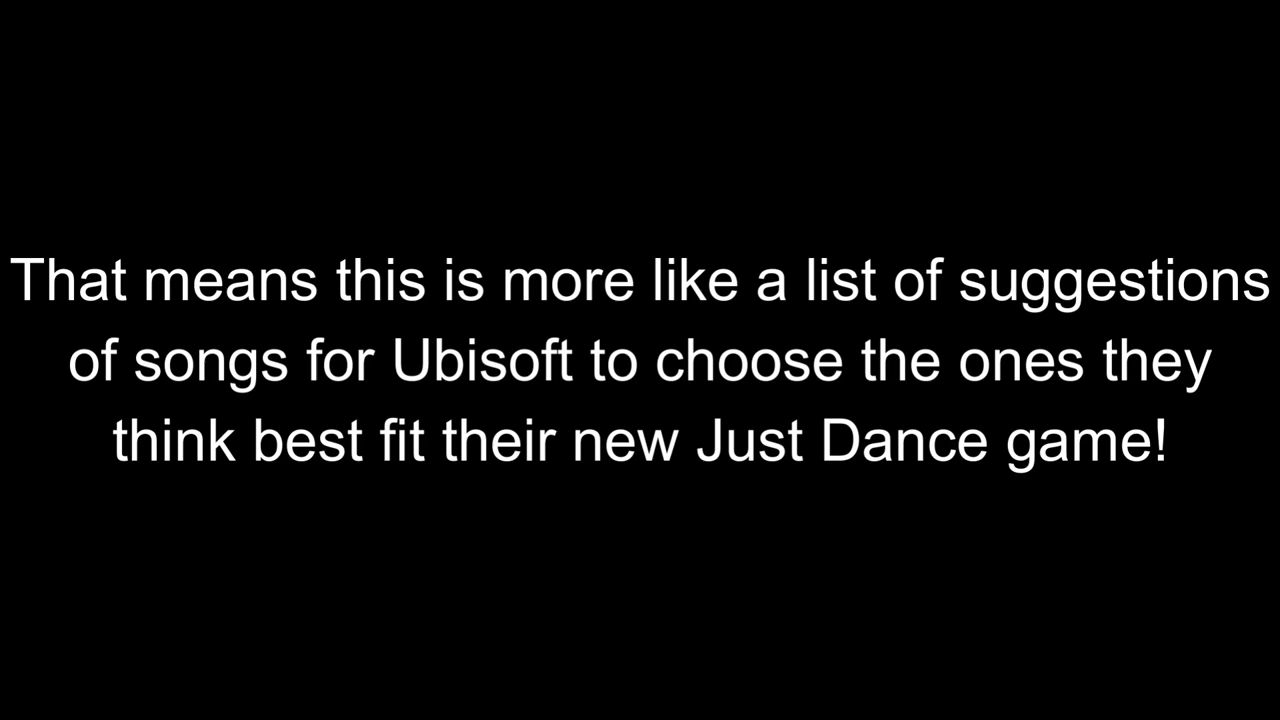 That means this is more like a list of suggestions
of songs for Ubisoft to choose the ones they
think best fit their new Just Dance game!